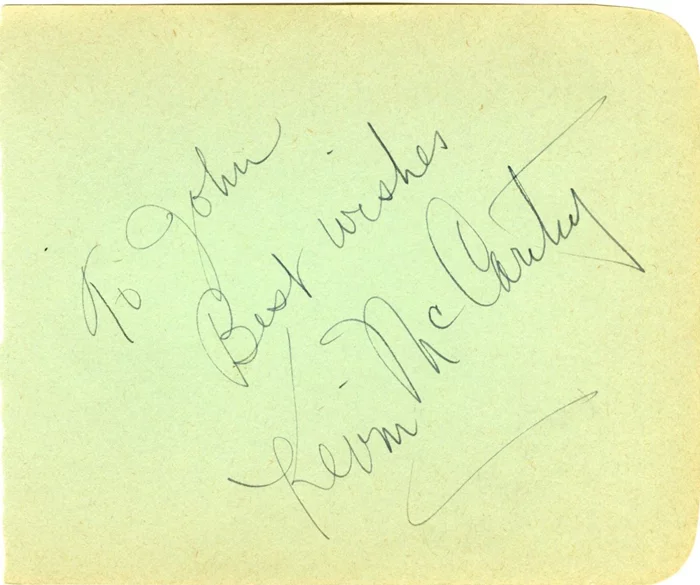 To John
Best wishes
Kevin McCarthy